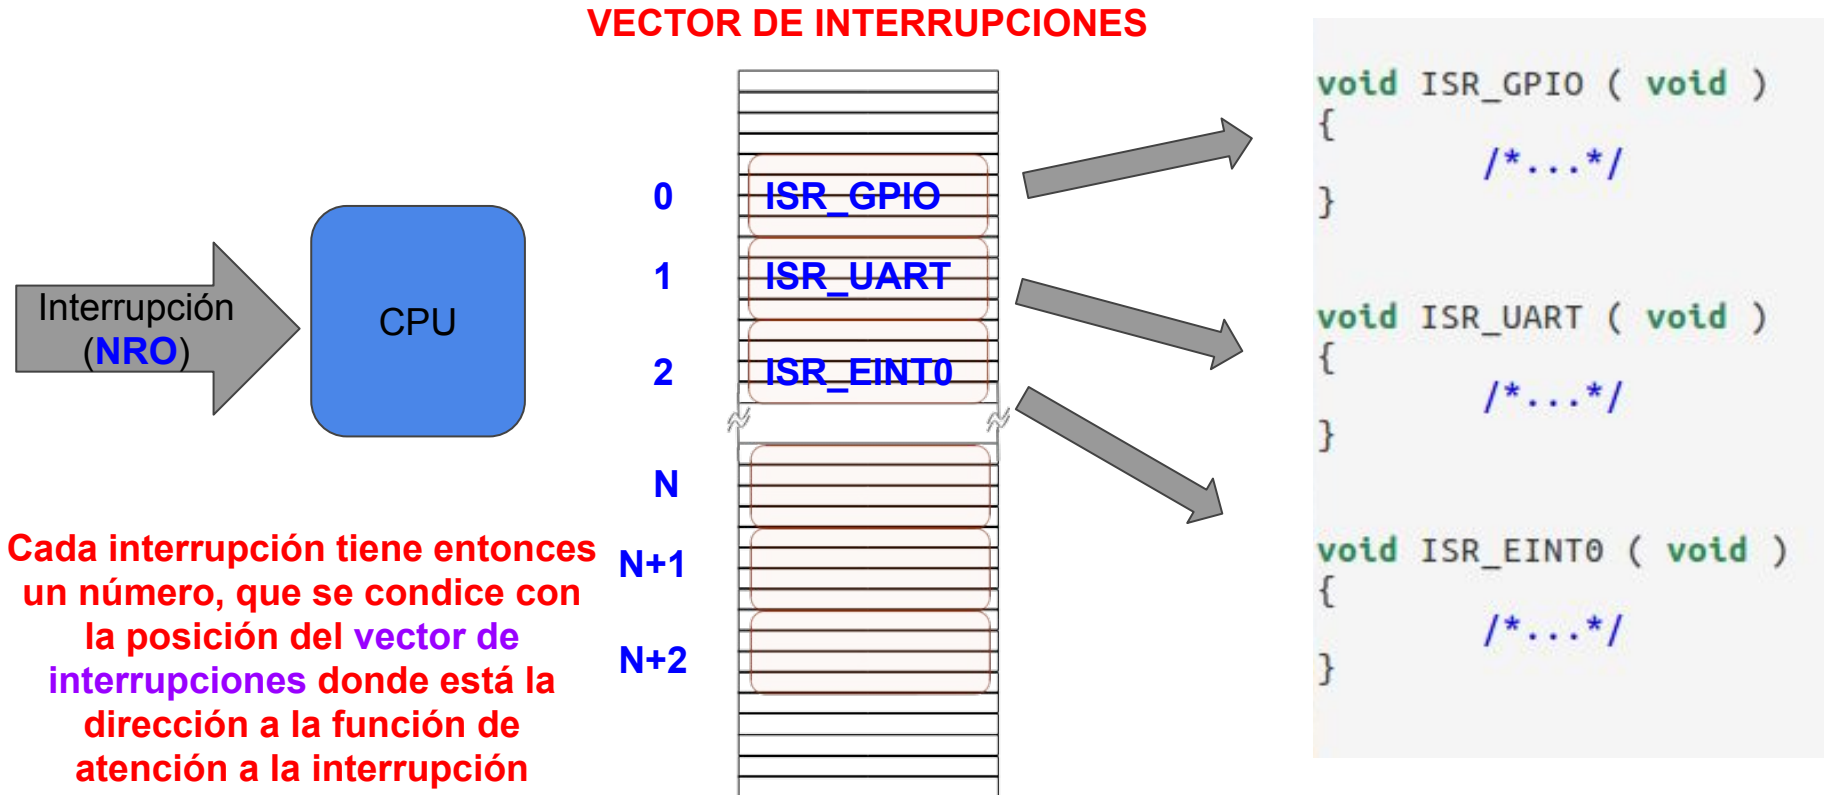 VECTOR DE INTERRUPCIONES
Interrupción
(NRO)
CPU
0 ISR_GPIO
1 ISR_UART
2 ISR_EINT0
N
N+1
N+2
Cada interrupción tiene entonces
un número, que se condice con
la posición del vector de
interrupciones donde está la
dirección a la función de
atención a la interrupción
void ISR_GPIO ( void )
{
/*...*/
}
void ISR_UART ( void )
{
/*...*/
}
void ISR_EINT0 ( void )
{
/*...*/
}